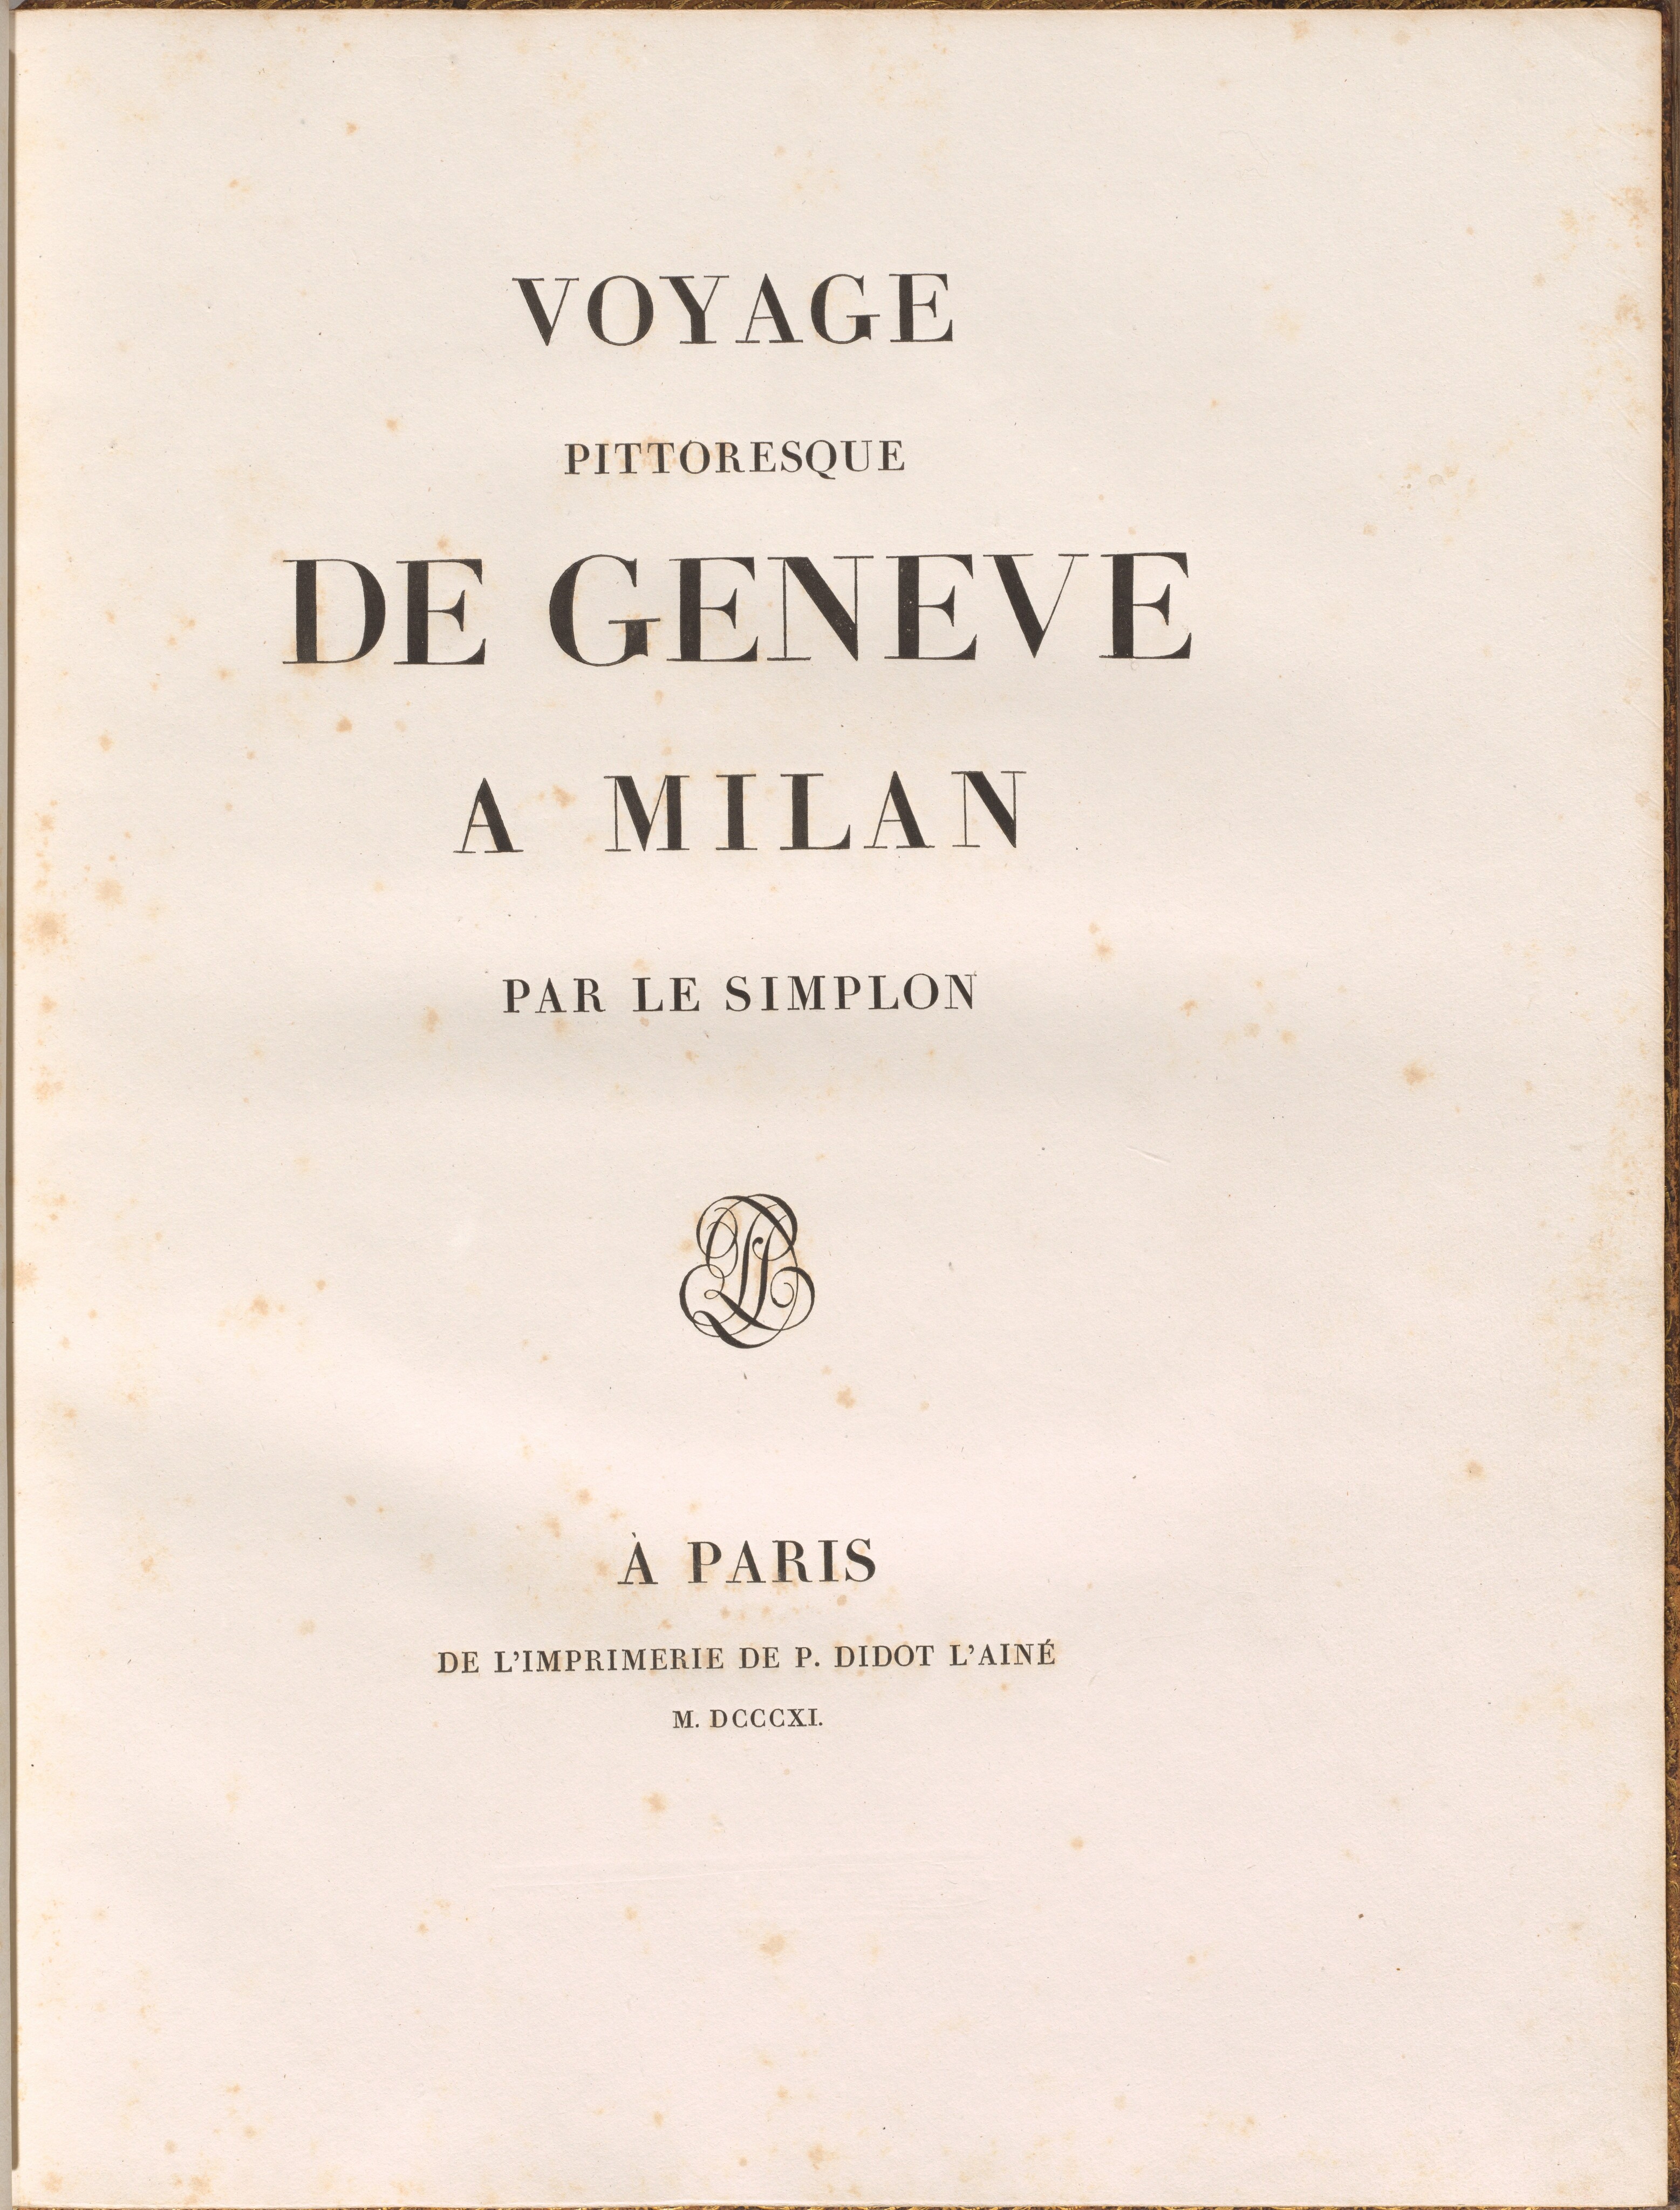 VOYAGE
PITTORESQUE
DE GENEVE
A MILAN
PAR LE SIMPLON
À PARIS
DE L'IMPRIMERIE DE P. DIDOT L'AINÉ
M. DCCCXI.